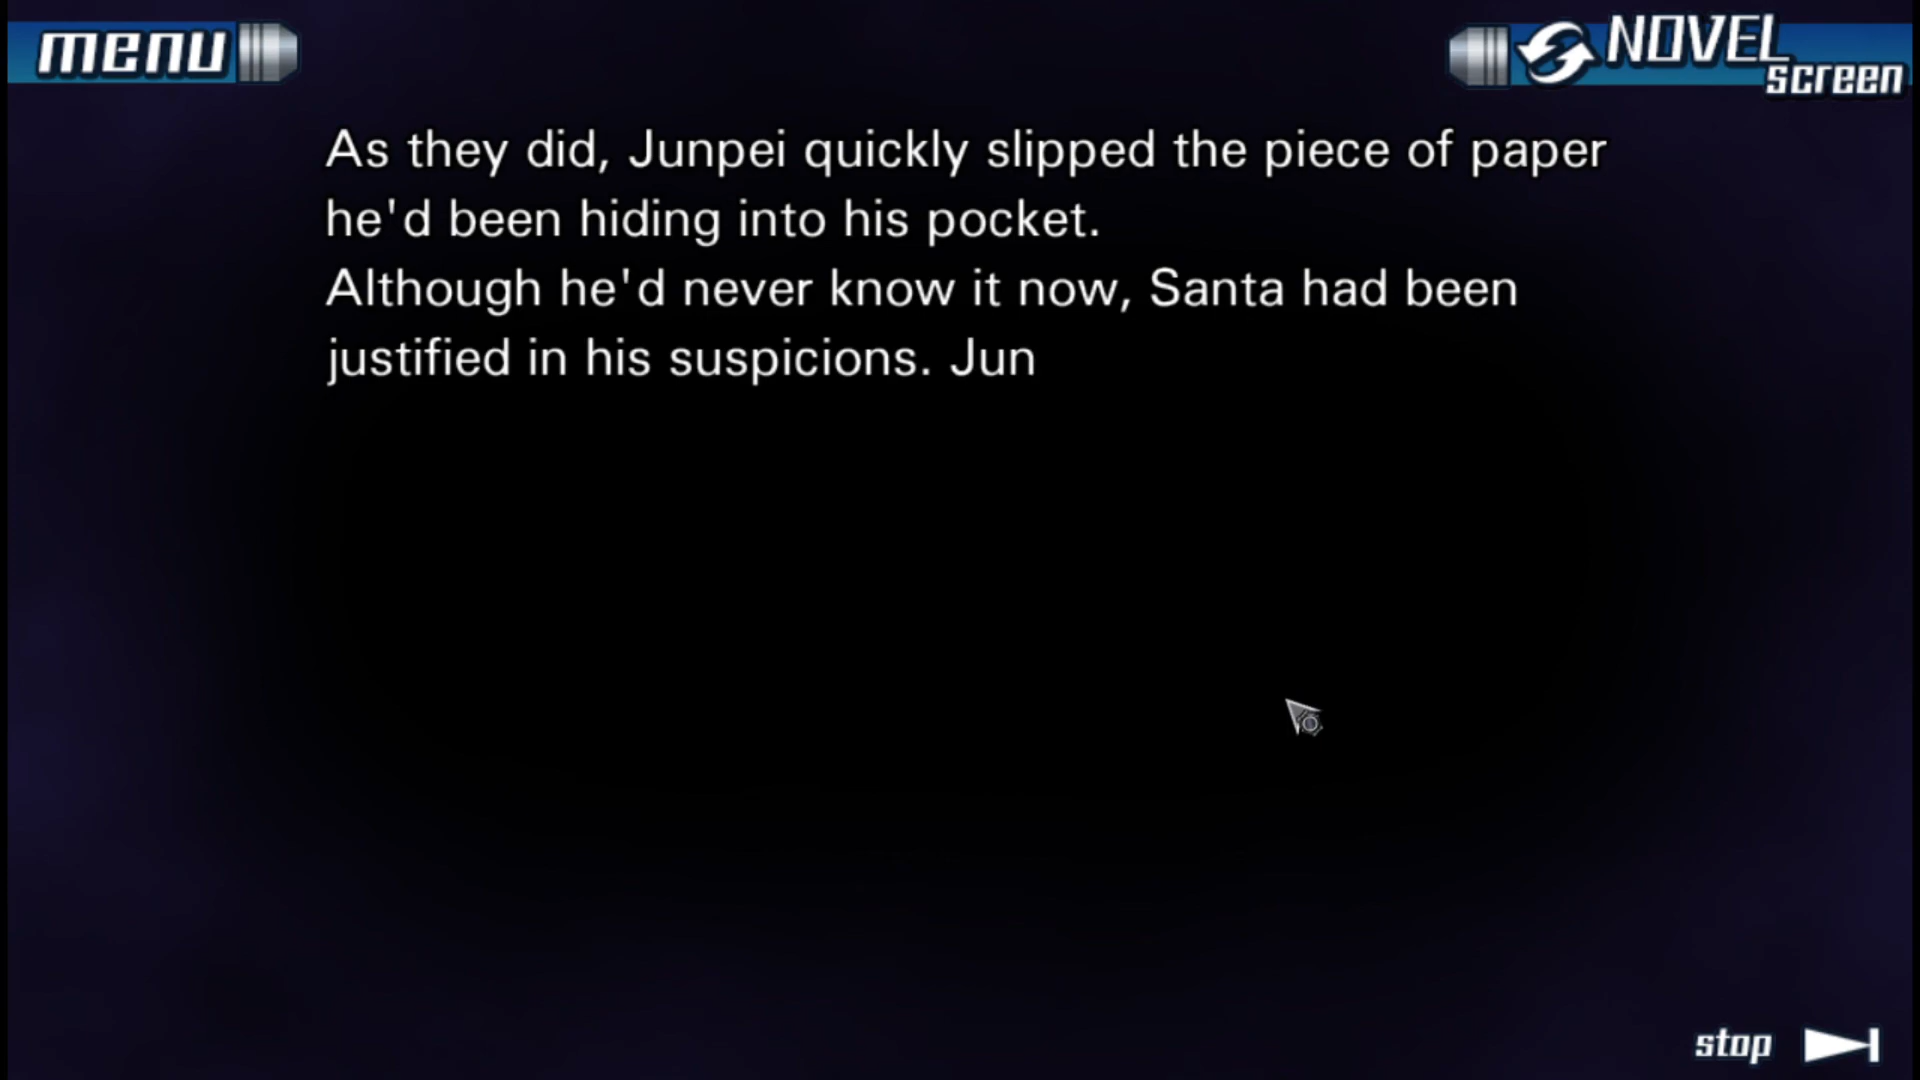 menu
NOVEL
screen
As they did, Junpei quickly slipped the piece of paper
he'd been hiding into his pocket.
Although he'd never know it now, Santa had been
justified in his suspicions. Jun
stop